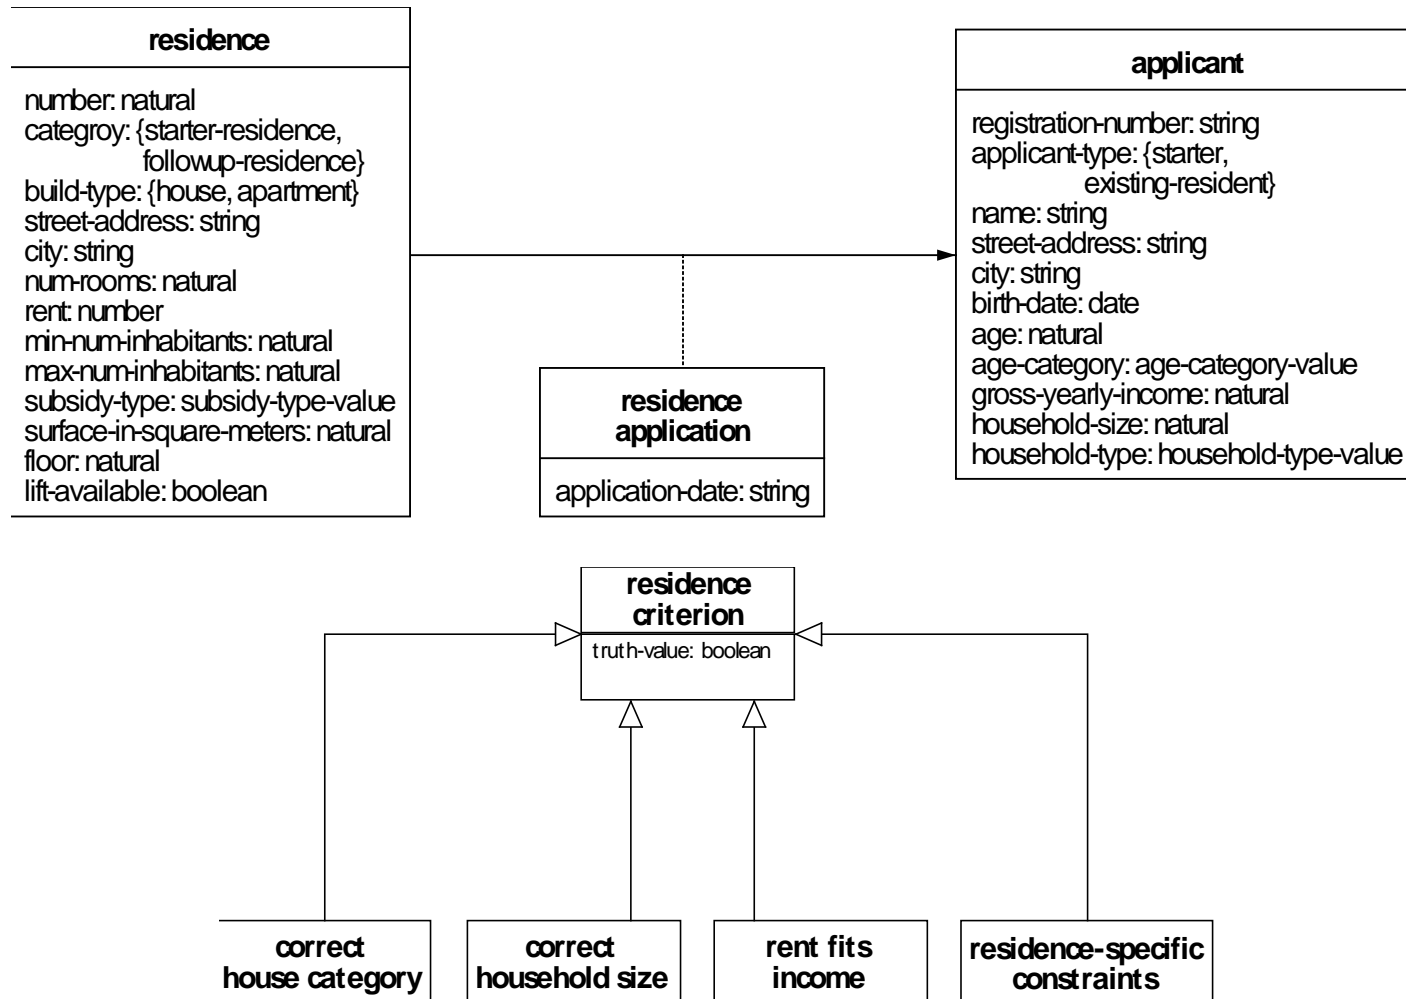 residence
number: natural
categroy: {starter-residence,
followup-residence}
build-type: {house, apartment}
street-address: string
city: string
num-rooms: natural
rent: number
min-num-inhabitants: natural
max-num-inhabitants: natural
subsidy-type: subsidy-type-value
surface-in-square-meters: natural
floor: natural
lift-available: boolean
applicant
registration-number: string
applicant-type: {starter,
existing-resident}
name: string
street-address: string
city: string
birth-date: date
age: natural
age-category: age-category-value
gross-yearly-income: natural
household-size: natural
household-type: household-type-value
residence
application
application-date: string
residence
criterion
truth-value: boolean
correct
house category
correct
household size
rent fits
income
residence-specific
constraints